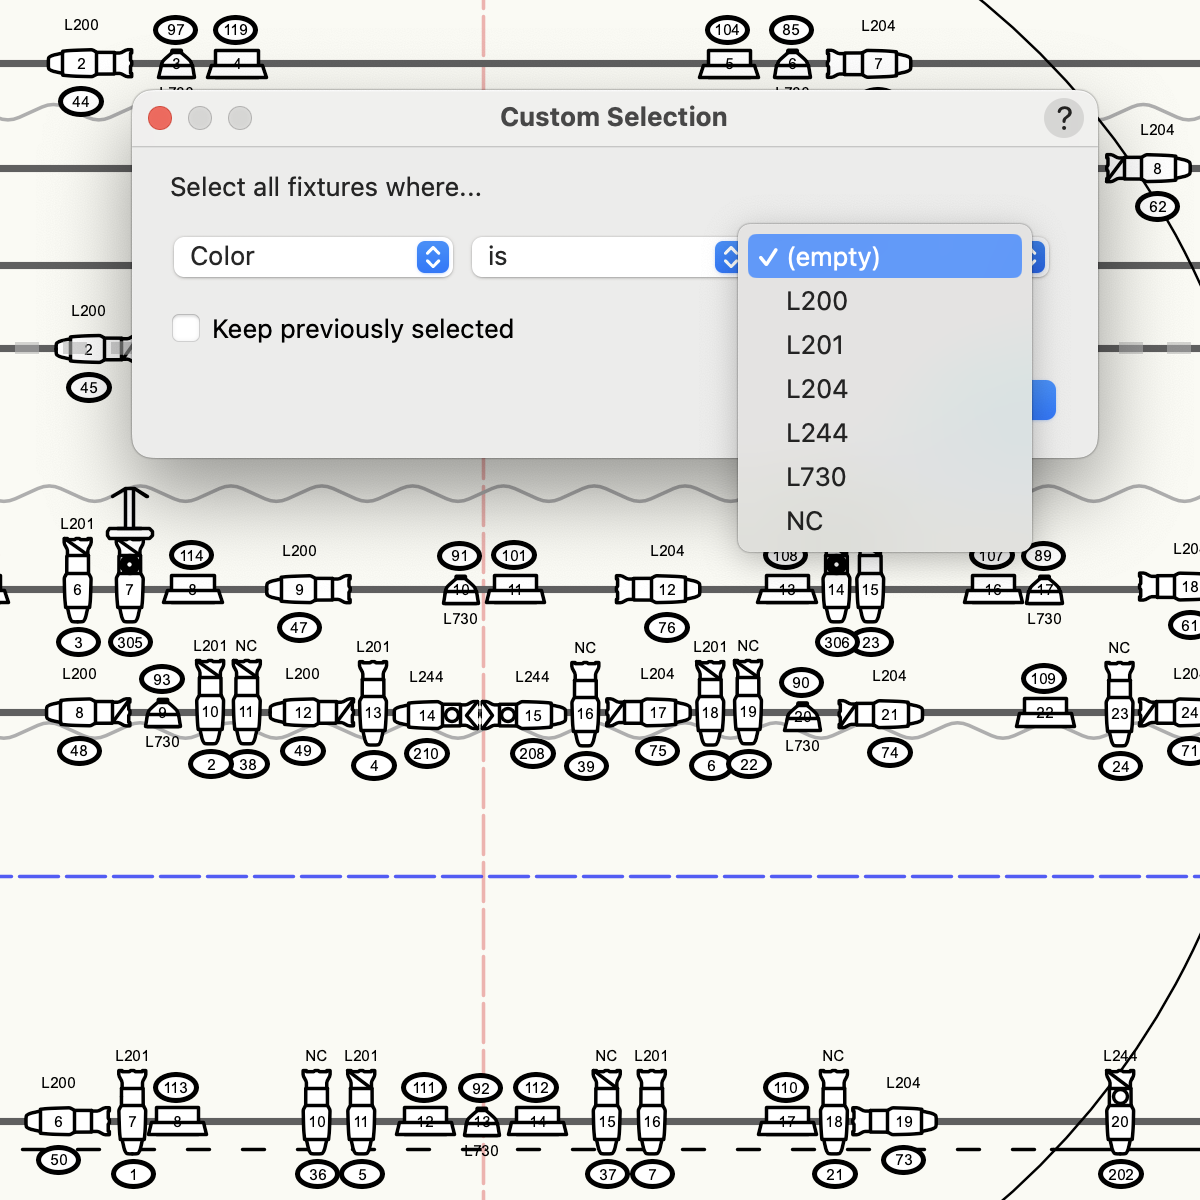 L200 97 119 104 85 L204
2 3 4 5 6 7
44
Custom Selection ?
L204
8
62
Select all fixtures where...
Color is (empty)
L200
L201
L204
L244
L730
NC
Keep previously selected
L200
2
45
L201 114 L200 91 101 L204 108 107 89
6 7 8 9 10 11 12 13 14 15 16 17 18
L730 L730
3 305 47 76 306 23 61
L201 NC L201 NC L201 NC NC
L200 93 L200 L244 L244 L204 90 L204 109
8 9 10 11 12 13 14 15 16 17 18 19 20 21 22 23 24
L730 L730
48 2 38 49 4 210 208 39 75 6 22 74 24 71
L201 NC L201 NC L201 NC L244
L200 113 111 92 112 110 L204
6 7 8 10 11 12 13 14 15 16 17 18 19 20
L730
50 1 36 5 37 7 21 73 202